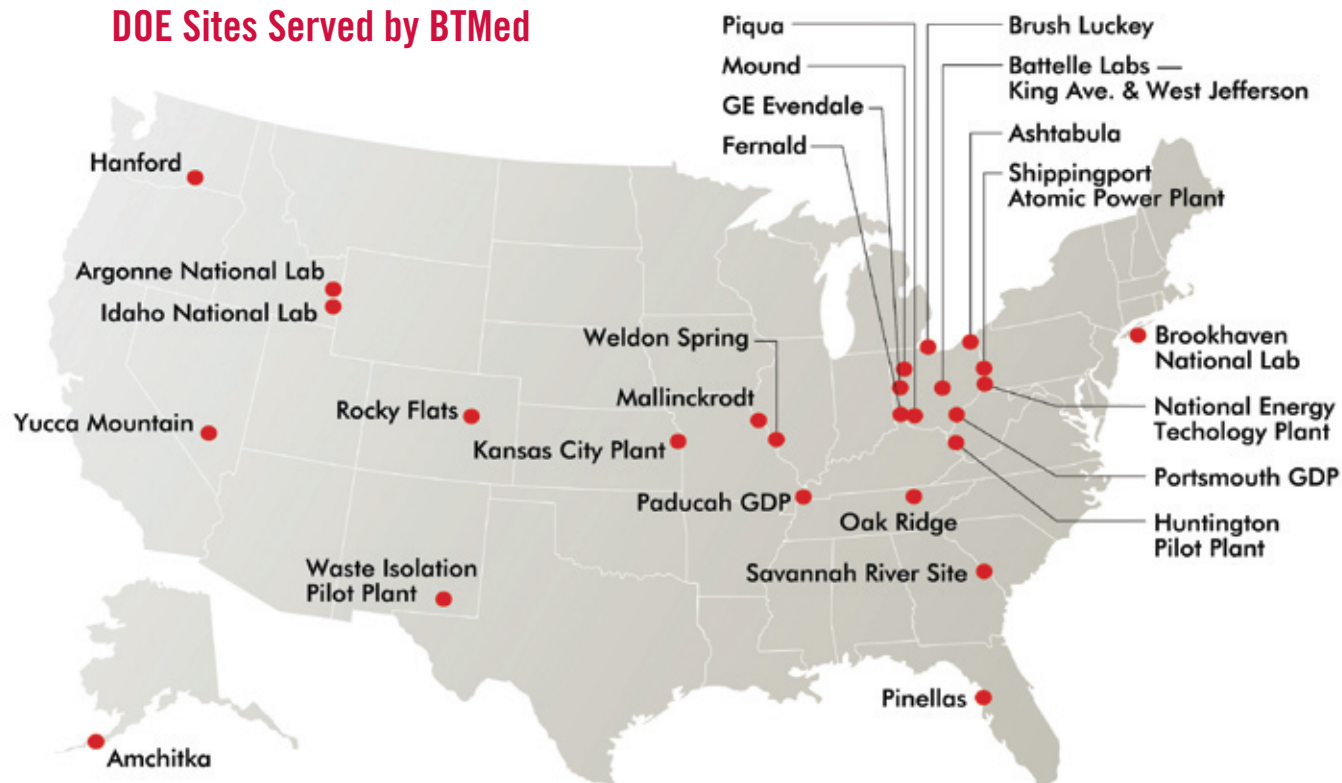 DOE Sites Served by BTMed
Piqua
Mound
GE Evendale
Fernald
Brush Luckey
Battelle Labs —
King Ave. & West Jefferson
Ashtabula
Shippingport
Atomic Power Plant
Hanford
Argonne National Lab
Idaho National Lab
Weldon Spring
Brookhaven
National Lab
Mallinckrodt
Rocky Flats
Yucca Mountain
Kansas City Plant
National Energy
Techology Plant
Portsmouth GDP
Paducah GDP
Oak Ridge
Huntington
Pilot Plant
Waste Isolation
Pilot Plant
Savannah River Site
Pinellas
Amchitka